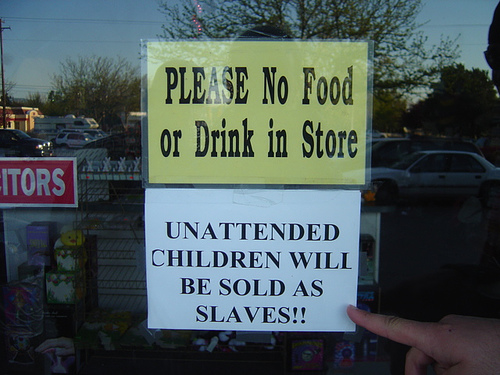 PLEASE No Food
or Drink in Store
ITORS
UNATTENDED
CHILDREN WILL
BE SOLD AS
SLAVES!!